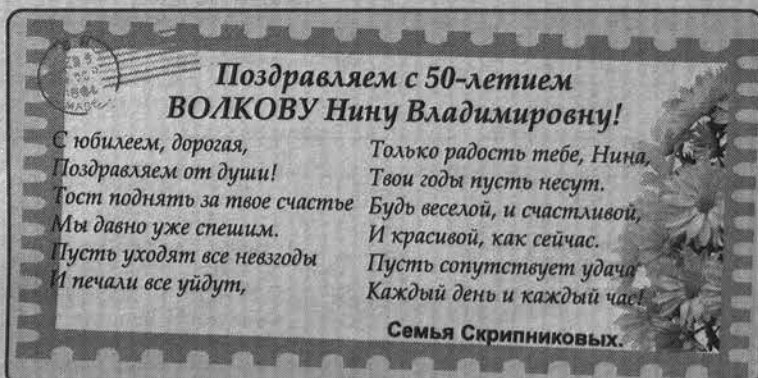 Поздравляем с 50-летием
ВОЛКОВУ Нину Владимировну!
С юбилеем, дорогая,
Поздравляем от души!
Тост поднять за твое счастье
Мы давно уже спешим.
Пусть уходят все невзгоды
И печали все уйдут,
Только радость тебе, Нина,
Твои годы пусть несут.
Будь веселой, и счастливой,
И красивой, как сейчас.
Пусть сопутствует удача
Каждый день и каждый час!
Семья Скрипниковых.